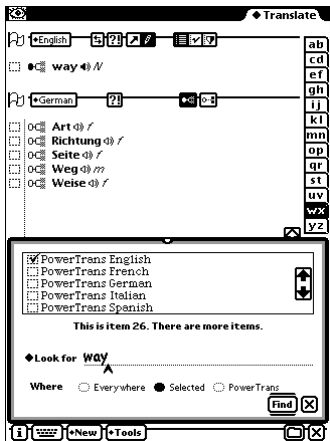 ◆Translate
◆English ?!
way N
◆German ?!
Art f
Richtung f
Seite f
Weg m
Weise f
ab
cd
ef
gh
ij
kl
mn
op
qr
st
uv
wx
yz
PowerTrans English
PowerTrans French
PowerTrans German
PowerTrans Italian
PowerTrans Spanish
This is item 26. There are more items.
◆Look for way
Where Everywhere Selected PowerTrans
Find X
i ◆New ◆Tools X